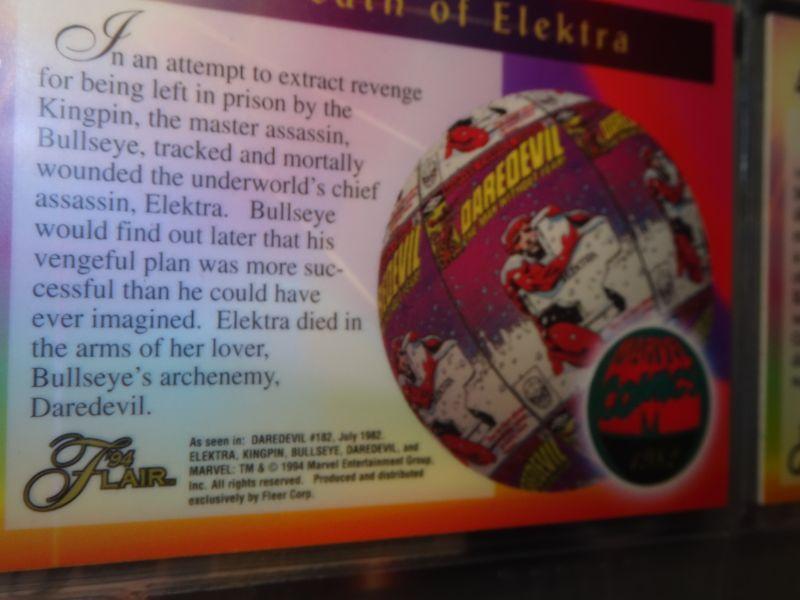 Death of Elektra
In an attempt to extract revenge
for being left in prison by the
Kingpin, the master assassin,
Bullseye, tracked and mortally
wounded the underworld's chief
assassin, Elektra. Bullseye
would find out later that his
vengeful plan was more suc-
cessful than he could have
ever imagined. Elektra died in
the arms of her lover,
Bullseye's archenemy,
Daredevil.
DAREDEVIL
MARVEL
COMICS
'94
FLAIR
As seen in: DAREDEVIL #182, July 1982.
ELEKTRA, KINGPIN, BULLSEYE, DAREDEVIL, and
MARVEL: TM & © 1994 Marvel Entertainment Group,
Inc. All rights reserved. Produced and distributed
exclusively by Fleer Corp.